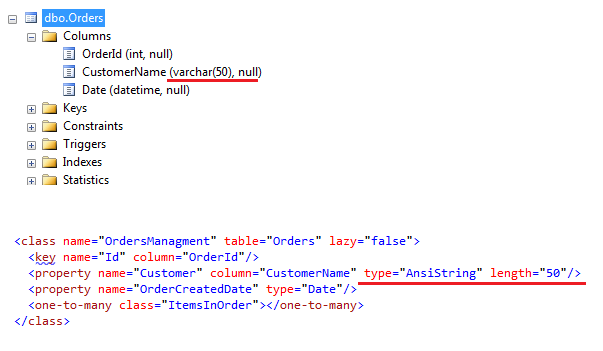 dbo.Orders
Columns
OrderId (int, null)
CustomerName (varchar(50), null)
Date (datetime, null)
Keys
Constraints
Triggers
Indexes
Statistics
<class name="OrdersManagment" table="Orders" lazy="false">
<key name="Id" column="OrderId"/>
<property name="Customer" column="CustomerName" type="AnsiString" length="50"/>
<property name="OrderCreatedDate" type="Date"/>
<one-to-many class="ItemsInOrder"></one-to-many>
</class>